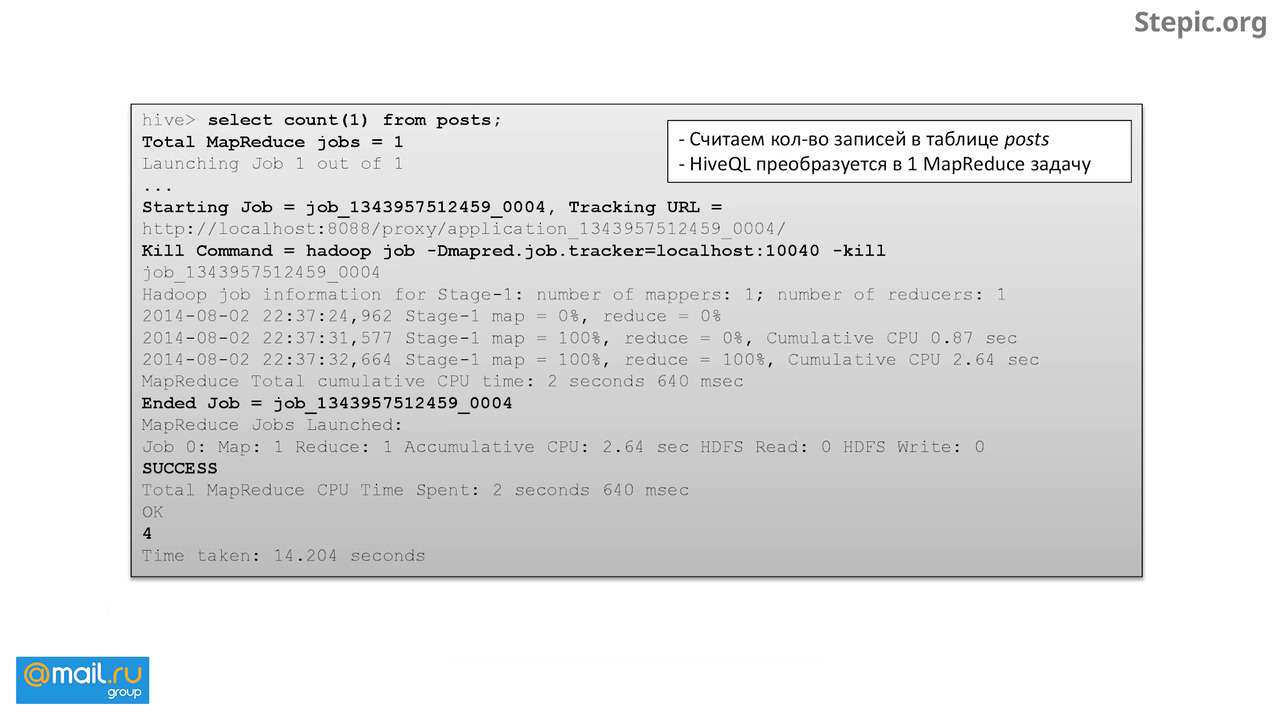 Stepic.org
hive> select count(1) from posts;
Total MapReduce jobs = 1
Launching Job 1 out of 1
...
- Считаем кол-во записей в таблице posts
- HiveQL преобразуется в 1 MapReduce задачу
Starting Job = job_1343957512459_0004, Tracking URL =
http://localhost:8088/proxy/application_1343957512459_0004/
Kill Command = hadoop job -Dmapred.job.tracker=localhost:10040 -kill
job_1343957512459_0004
Hadoop job information for Stage-1: number of mappers: 1; number of reducers: 1
2014-08-02 22:37:24,962 Stage-1 map = 0%, reduce = 0%
2014-08-02 22:37:31,577 Stage-1 map = 100%, reduce = 0%, Cumulative CPU 0.87 sec
2014-08-02 22:37:32,664 Stage-1 map = 100%, reduce = 100%, Cumulative CPU 2.64 sec
MapReduce Total cumulative CPU time: 2 seconds 640 msec
Ended Job = job_1343957512459_0004
MapReduce Jobs Launched:
Job 0: Map: 1 Reduce: 1 Accumulative CPU: 2.64 sec HDFS Read: 0 HDFS Write: 0
SUCCESS
Total MapReduce CPU Time Spent: 2 seconds 640 msec
OK
4
Time taken: 14.204 seconds
@mail.ru
group